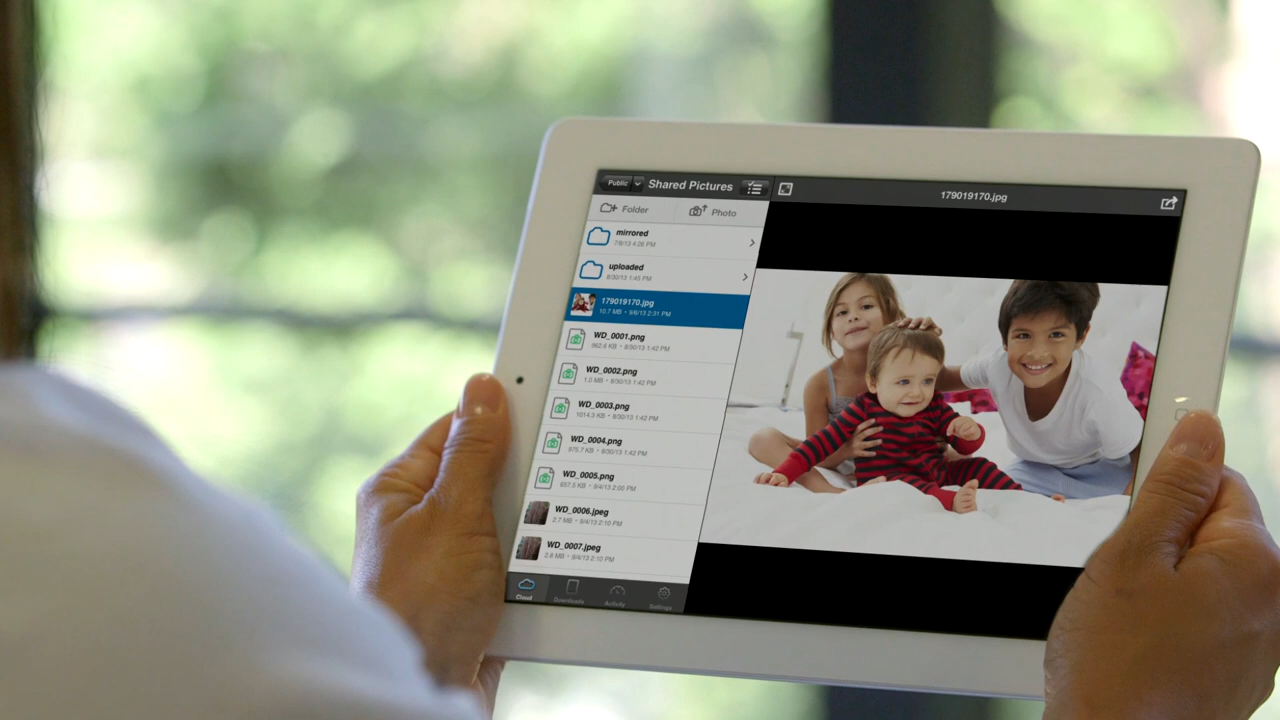 Public
Shared Pictures
179019170.jpg
Folder
Photo
mirrored
7/8/13 4:26 PM
uploaded
8/30/13 1:45 PM
179019170.jpg
10.7 MB • 9/6/13 2:31 PM
WD_0001.png
962.6 KB • 8/30/13 1:42 PM
WD_0002.png
1.0 MB • 8/30/13 1:42 PM
WD_0003.png
1014.3 KB • 8/30/13 1:42 PM
WD_0004.png
975.7 KB • 8/30/13 1:42 PM
WD_0005.png
657.5 KB • 9/4/13 2:00 PM
WD_0006.jpeg
2.7 MB • 9/4/13 2:10 PM
WD_0007.jpeg
2.8 MB • 9/4/13 2:10 PM
Cloud
Downloads
Activity
Settings